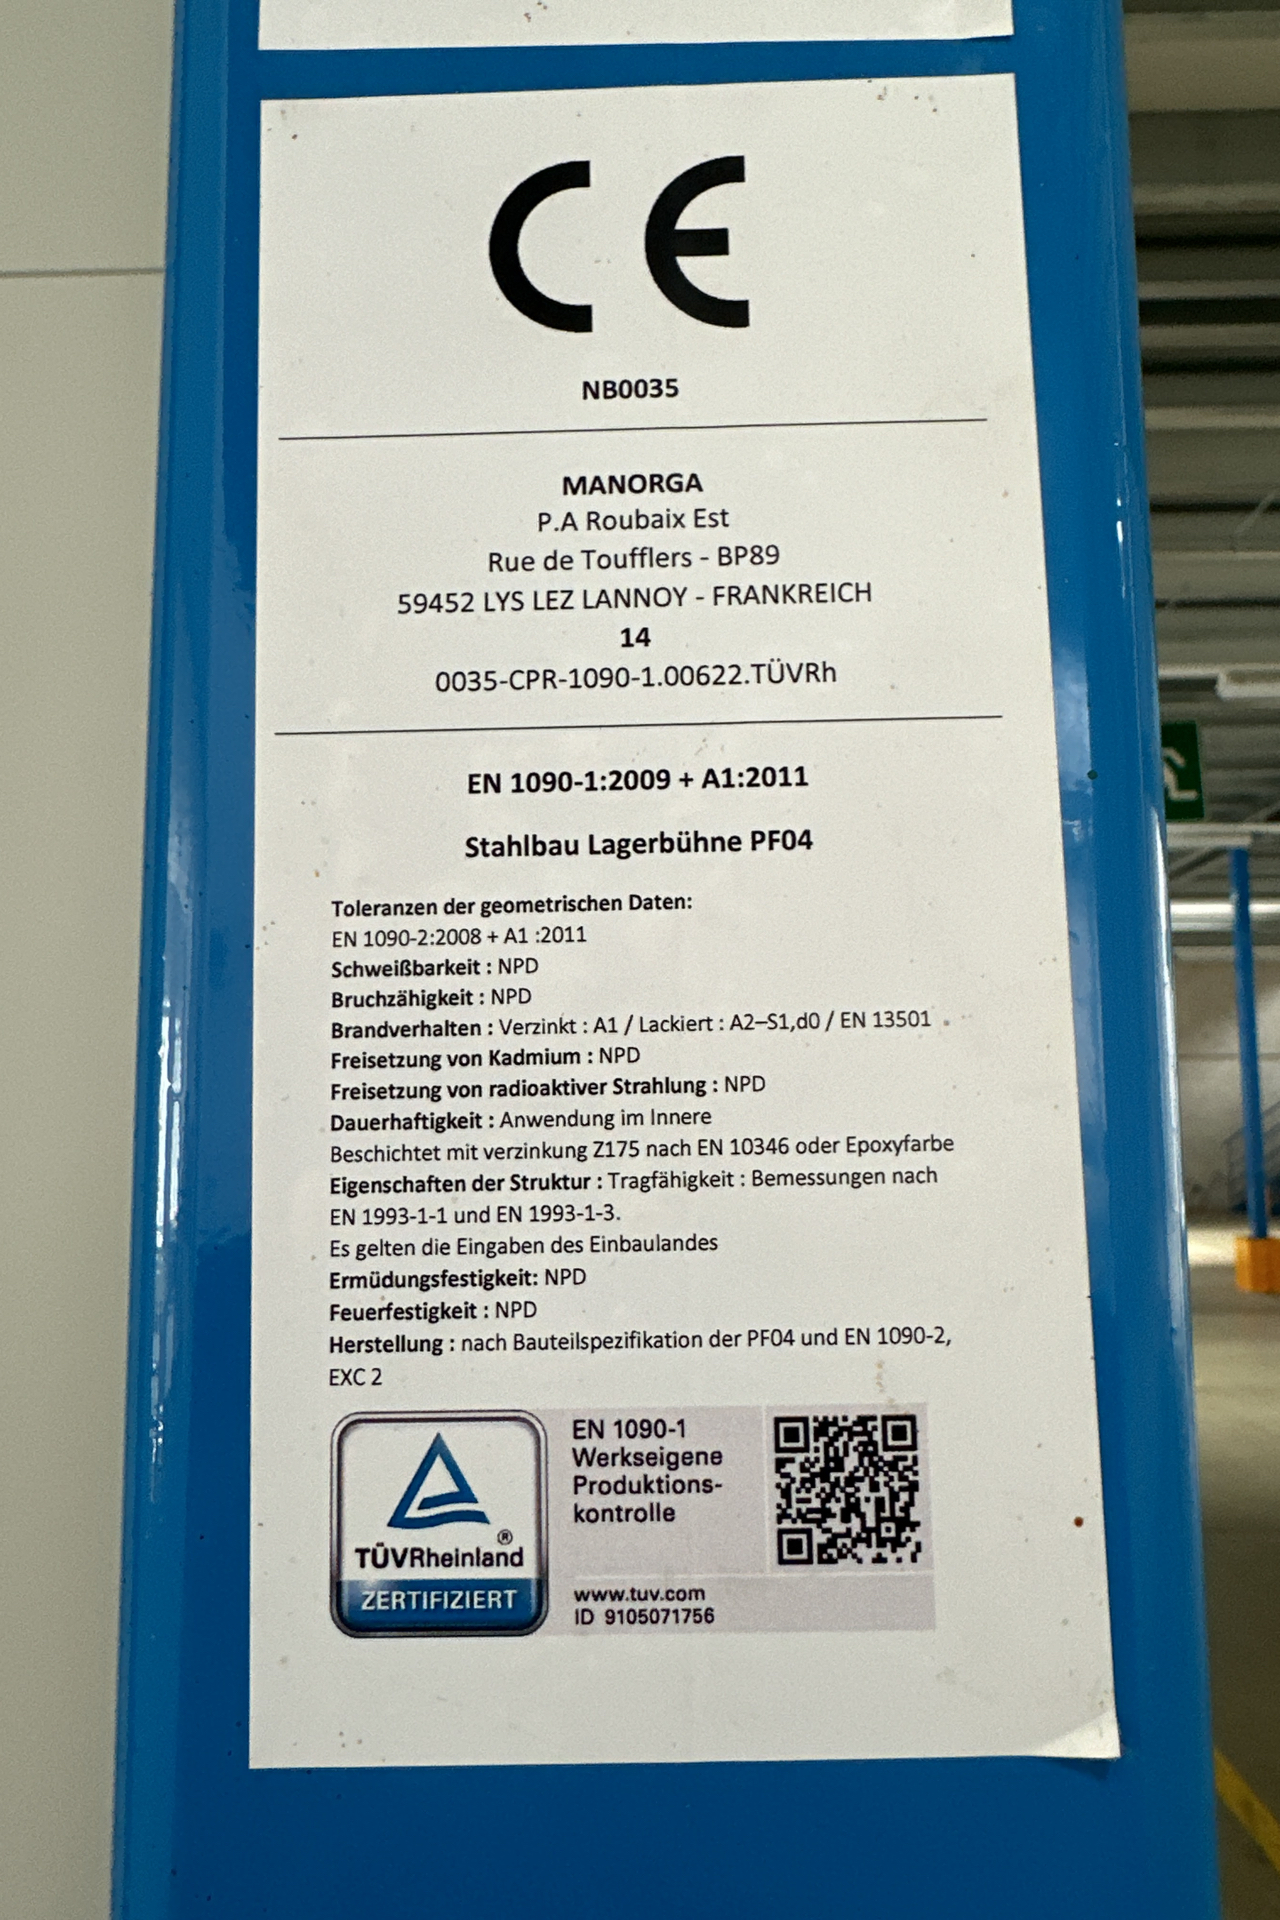 CE
NB0035
MANORGA
P.A Roubaix Est
Rue de Toufflers - BP89
59452 LYS LEZ LANNOY - FRANKREICH
14
0035-CPR-1090-1.00622.TÜVRh
EN 1090-1:2009 + A1:2011
Stahlbau Lagerbühne PF04
Toleranzen der geometrischen Daten:
EN 1090-2:2008 + A1 :2011
Schweißbarkeit : NPD
Bruchzähigkeit : NPD
Brandverhalten : Verzinkt : A1 / Lackiert : A2–S1,d0 / EN 13501
Freisetzung von Kadmium : NPD
Freisetzung von radioaktiver Strahlung : NPD
Dauerhaftigkeit : Anwendung im Innere
Beschichtet mit verzinkung Z175 nach EN 10346 oder Epoxyfarbe
Eigenschaften der Struktur : Tragfähigkeit : Bemessungen nach
EN 1993-1-1 und EN 1993-1-3.
Es gelten die Eingaben des Einbaulandes
Ermüdungsfestigkeit: NPD
Feuerfestigkeit : NPD
Herstellung : nach Bauteilspezifikation der PF04 und EN 1090-2,
EXC 2
®
TÜVRheinland
ZERTIFIZIERT
EN 1090-1
Werkseigene
Produktions-
kontrolle
www.tuv.com
ID 9105071756